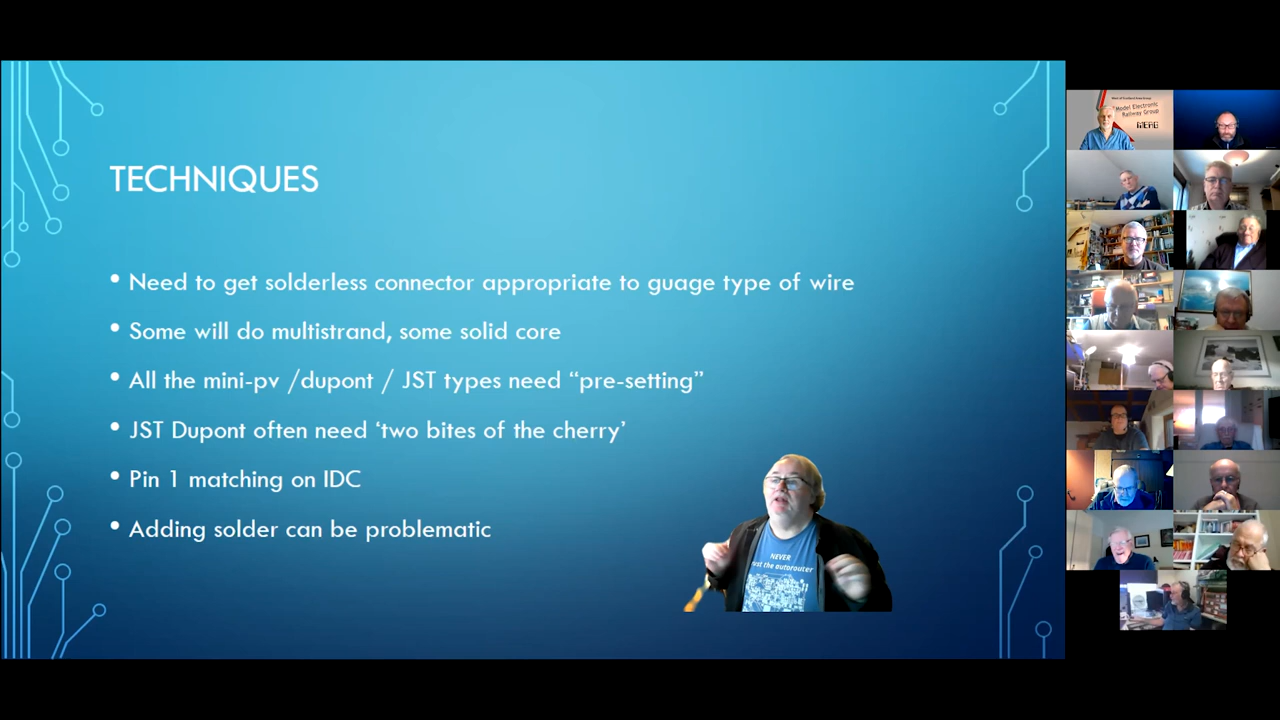 TECHNIQUES
• Need to get solderless connector appropriate to guage type of wire
• Some will do multistrand, some solid core
• All the mini-pv /dupont / JST types need “pre-setting”
• JST Dupont often need ‘two bites of the cherry’
• Pin 1 matching on IDC
• Adding solder can be problematic
NEVER
the autorouter
Model Electronic
Railway Group
MERG